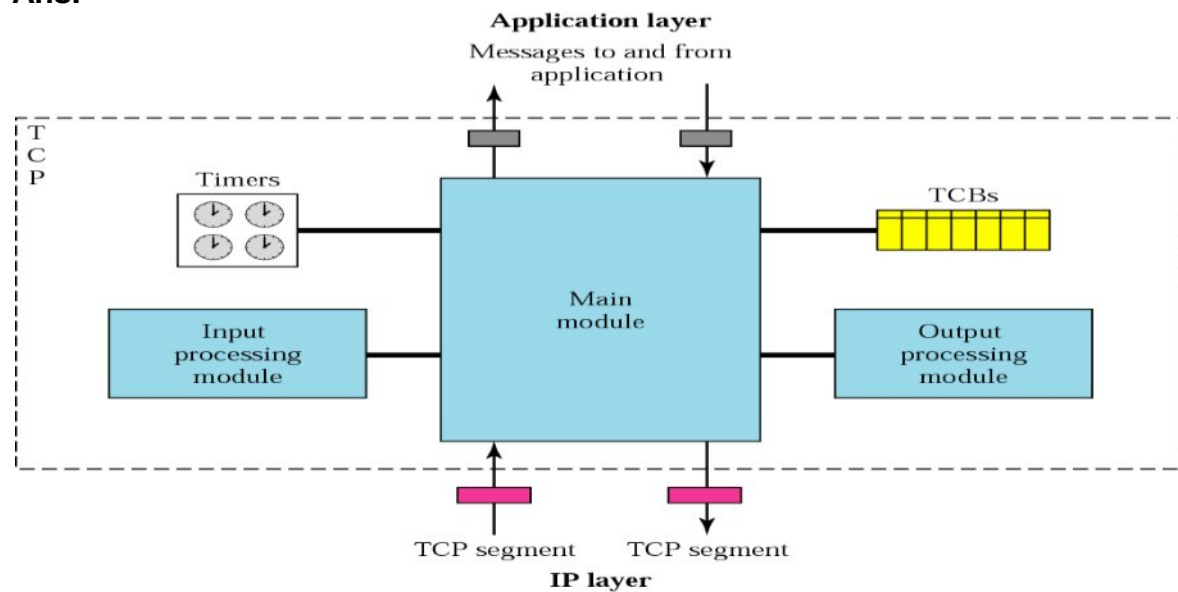 Application layer
Messages to and from
application
T
C
P
Timers
TCBs
Main
module
Input
processing
module
Output
processing
module
TCP segment
TCP segment
IP layer